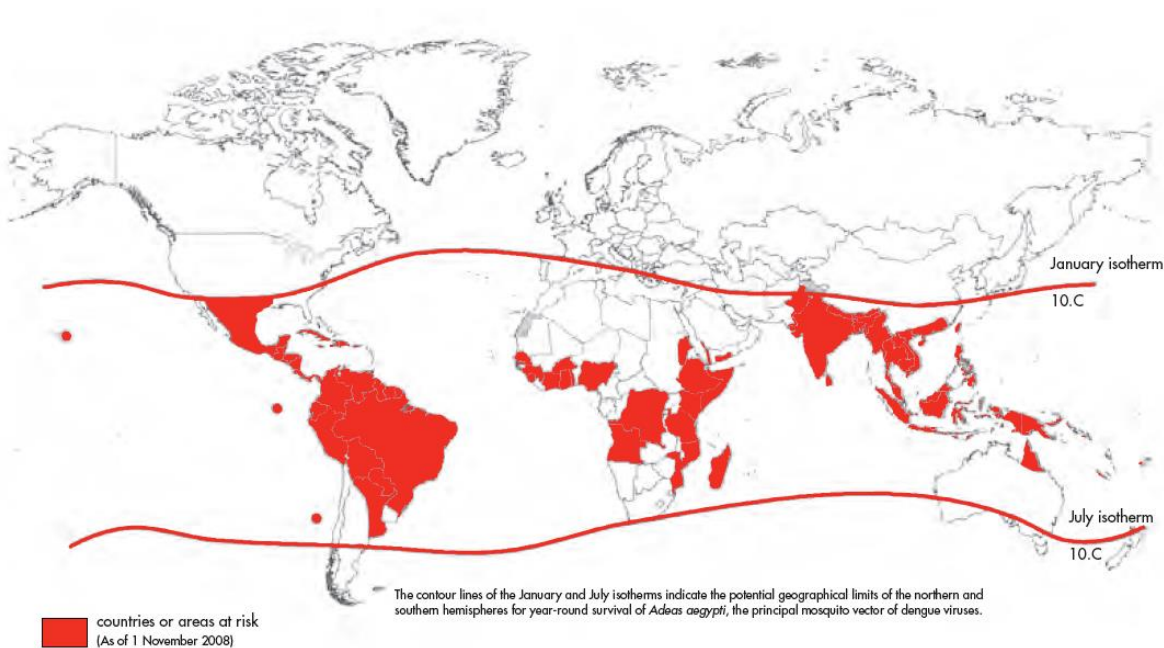 January isotherm
10.C
July isotherm
10.C
The contour lines of the January and July isotherms indicate the potential geographical limits of the northern and
southern hemispheres for year-round survival of Adeas aegypti, the principal mosquito vector of dengue viruses.
countries or areas at risk
(As of 1 November 2008)